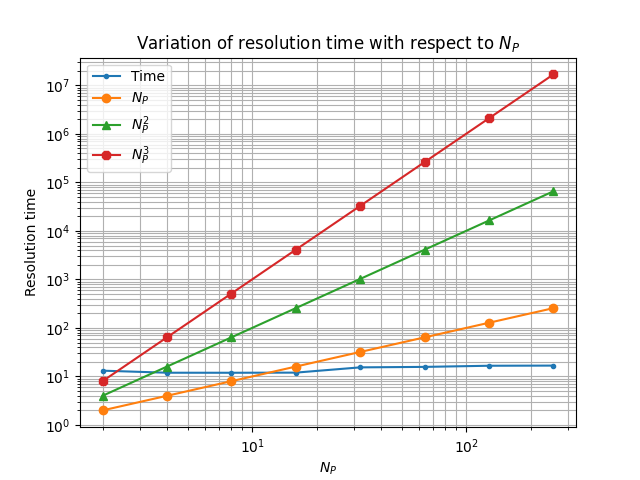 Variation of resolution time with respect to $N_P$
Time
$N_P$
$N_P^2$
$N_P^3$
Resolution time
$10^7$
$10^6$
$10^5$
$10^4$
$10^3$
$10^2$
$10^1$
$10^0$
$10^1$
$10^2$
$N_P$